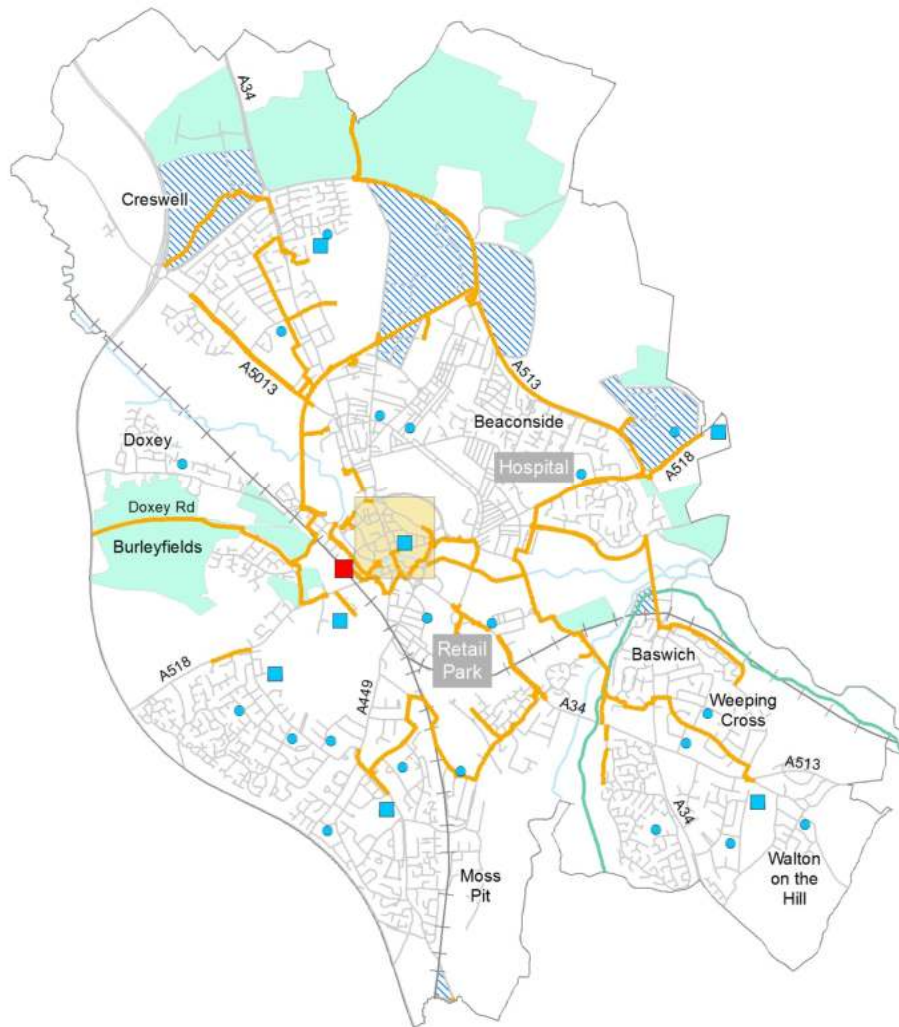 A34
Creswell
A5013
A513
Beaconside
Doxey
Hospital
A518
Doxey Rd
Burleyfields
Retail
Park
Baswich
A518
A449
A34
Weeping
Cross
A513
A34
Moss
Pit
Walton
on the
Hill